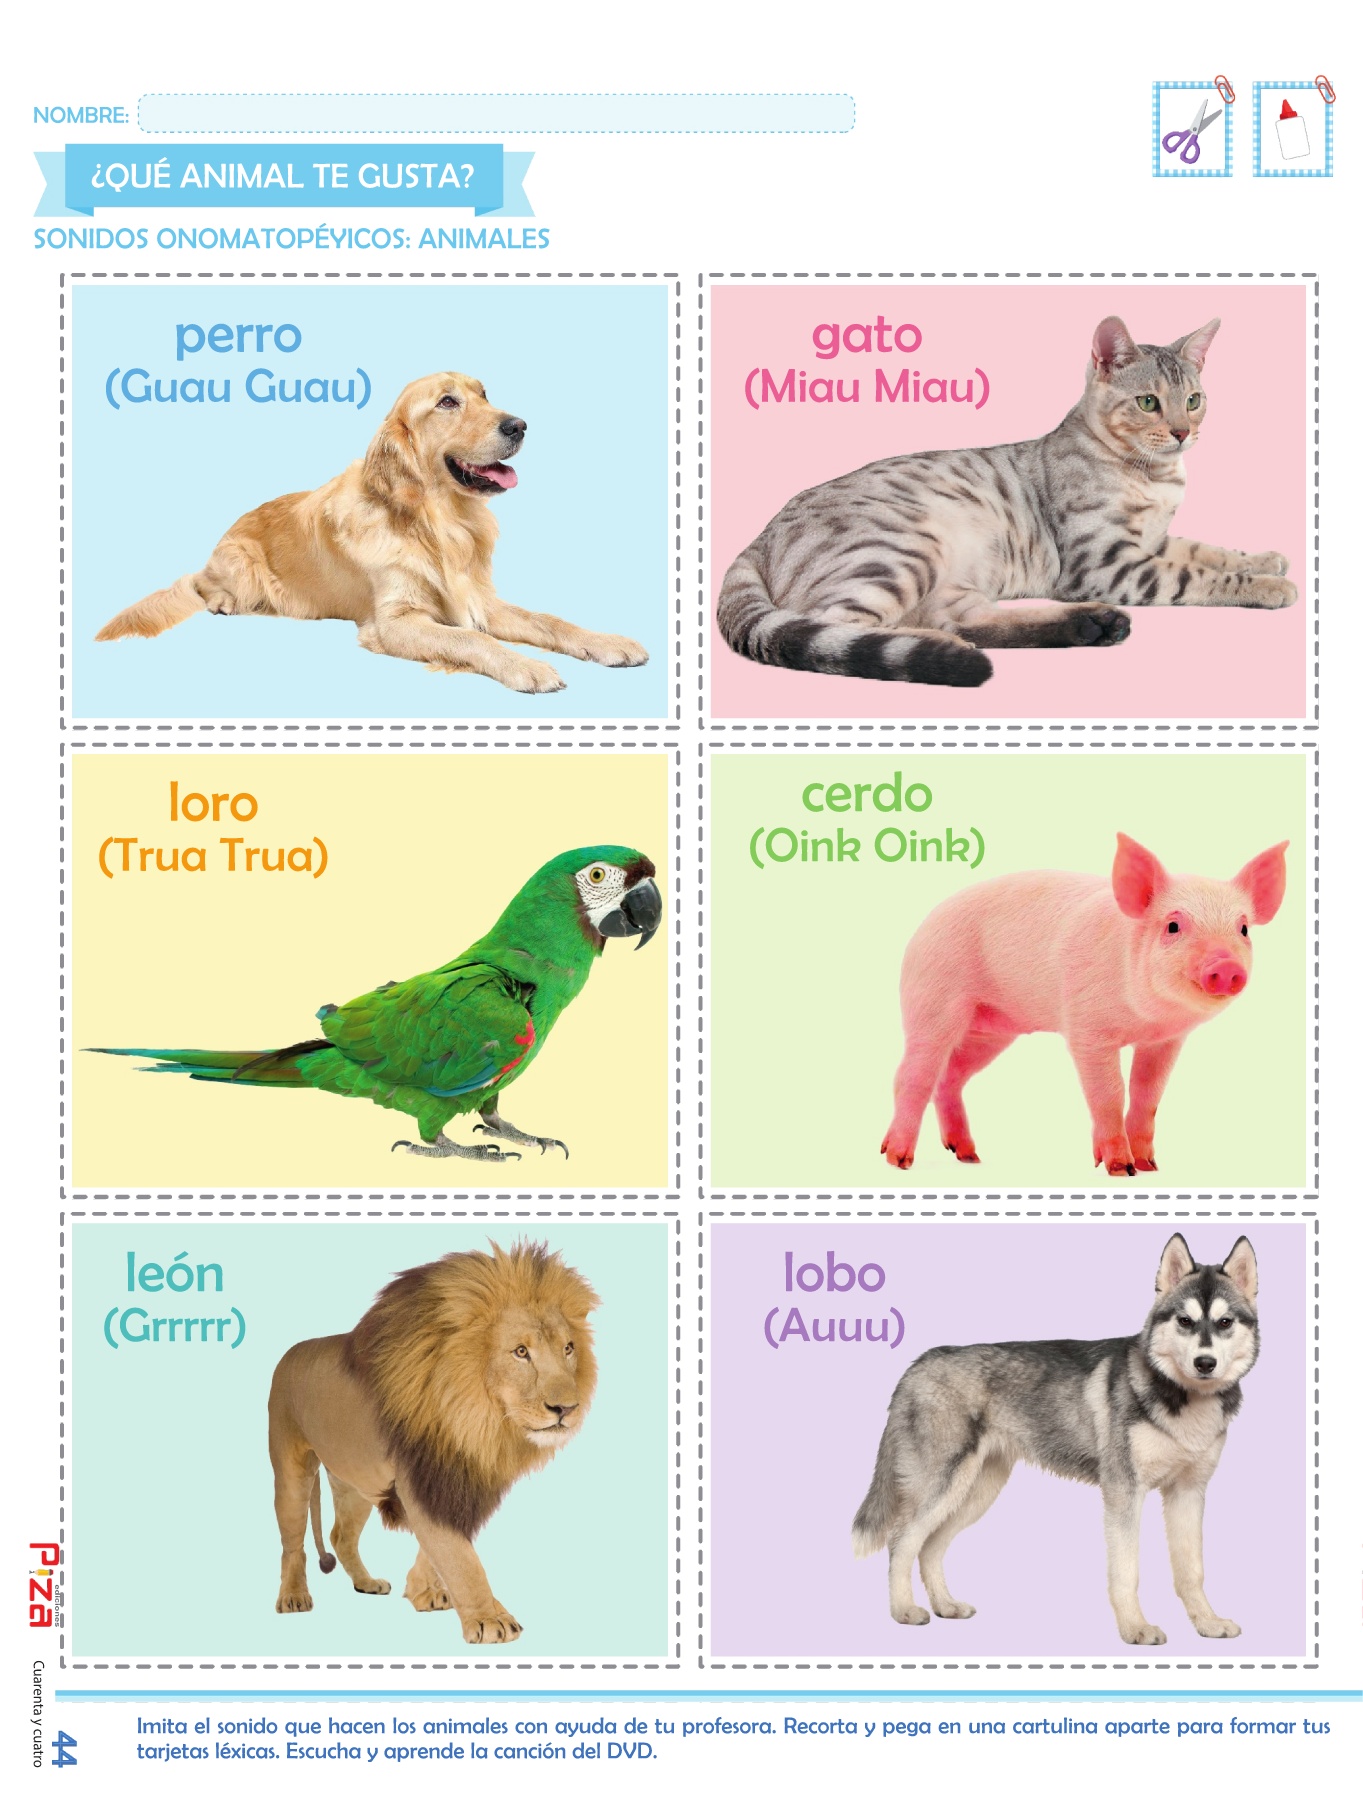 NOMBRE:
¿QUÉ ANIMAL TE GUSTA?
SONIDOS ONOMATOPÉYICOS: ANIMALES
perro
(Guau Guau)
gato
(Miau Miau)
loro
(Trua Trua)
cerdo
(Oink Oink)
león
(Grrrrr)
lobo
(Auuu)
Piza
ediciones
Cuarenta y cuatro
44
Imita el sonido que hacen los animales con ayuda de tu profesora. Recorta y pega en una cartulina aparte para formar tus
tarjetas léxicas. Escucha y aprende la canción del DVD.